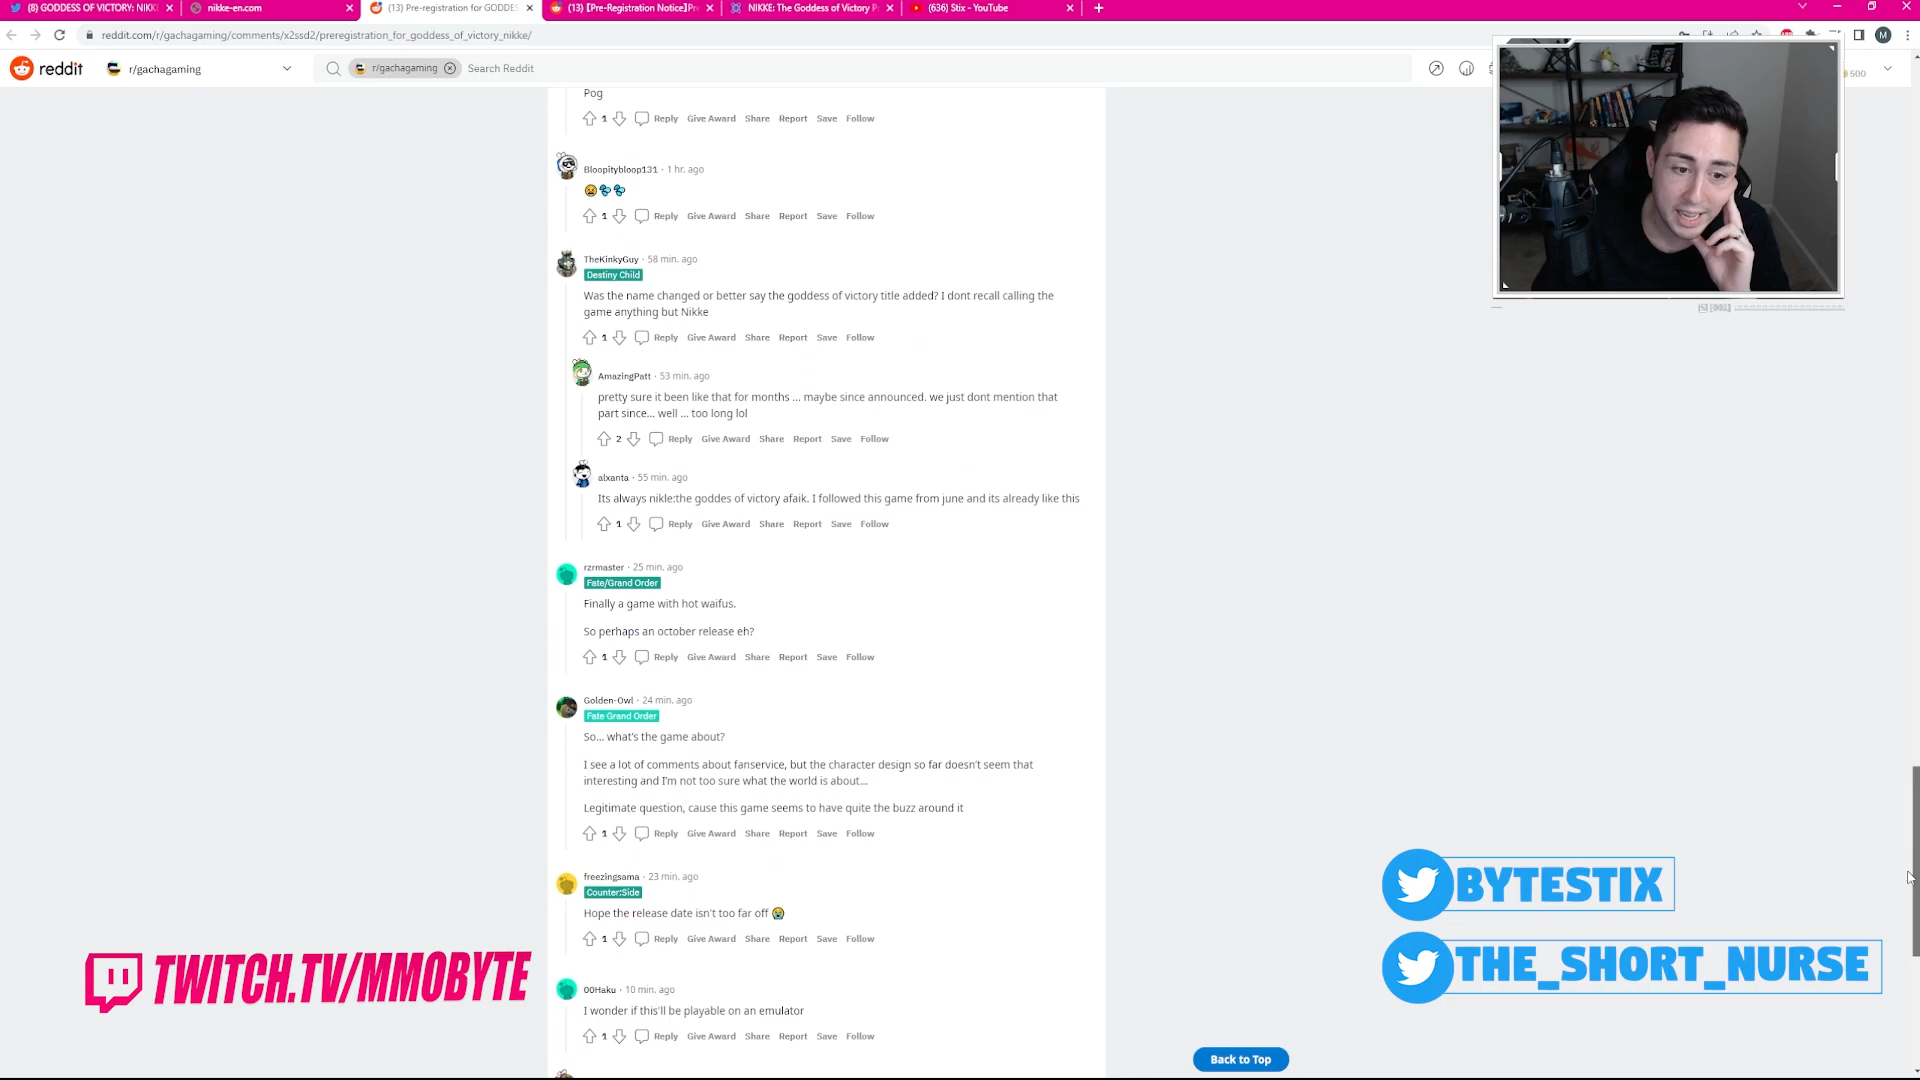 (8) GODDESS OF VICTORY: NIKK
nikke-en.com
(13) Pre-registration for GODDES
(13) [Pre-Registration Notice]Pr
NIKKE: The Goddess of Victory P
(636) Stix - YouTube
reddit.com/r/gachagaming/comments/x2ssd2/preregistration_for_goddess_of_victory_nikke/
M
reddit
r/gachagaming
r/gachagaming
Search Reddit
500
Pog
1 Reply Give Award Share Report Save Follow
Bloopitybloop131 · 1 hr. ago
1 Reply Give Award Share Report Save Follow
TheKinkyGuy · 58 min. ago
Destiny Child
Was the name changed or better say the goddess of victory title added? I dont recall calling the
game anything but Nikke
1 Reply Give Award Share Report Save Follow
AmazingPatt · 53 min. ago
pretty sure it been like that for months ... maybe since announced. we just dont mention that
part since... well ... too long lol
2 Reply Give Award Share Report Save Follow
alxanta · 55 min. ago
Its always nikle:the goddes of victory afaik. I followed this game from june and its already like this
1 Reply Give Award Share Report Save Follow
rzrmaster · 25 min. ago
Fate/Grand Order
Finally a game with hot waifus.
So perhaps an october release eh?
1 Reply Give Award Share Report Save Follow
Golden-Owl · 24 min. ago
Fate Grand Order
So... what's the game about?
I see a lot of comments about fanservice, but the character design so far doesn't seem that
interesting and I'm not too sure what the world is about...
Legitimate question, cause this game seems to have quite the buzz around it
1 Reply Give Award Share Report Save Follow
freezingsama · 23 min. ago
Counter:Side
Hope the release date isn't too far off
1 Reply Give Award Share Report Save Follow
00Haku · 10 min. ago
I wonder if this'll be playable on an emulator
1 Reply Give Award Share Report Save Follow
Back to Top
TWITCH.TV/MMOBYTE
BYTESTIX
THE_SHORT_NURSE